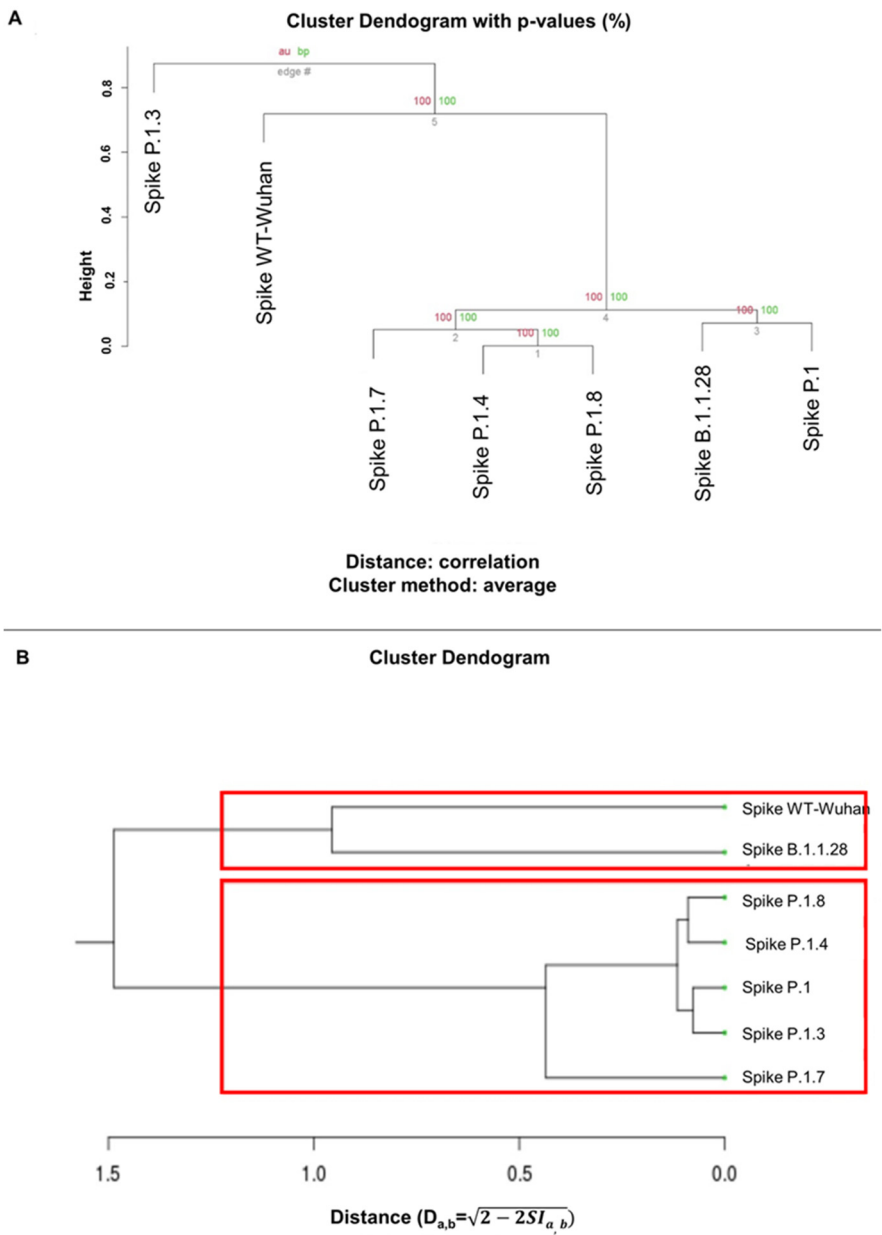 A
Cluster Dendogram with p-values (%)
au bp
edge #
Height
0.8
0.6
0.4
0.2
0.0
100 100
5
100 100
4
100 100
2
100 100
1
100 100
3
Spike P.1.3
Spike WT-Wuhan
Spike P.1.7
Spike P.1.4
Spike P.1.8
Spike B.1.1.28
Spike P.1
Distance: correlation
Cluster method: average
B
Cluster Dendogram
Spike WT-Wuhan
Spike B.1.1.28
Spike P.1.8
Spike P.1.4
Spike P.1
Spike P.1.3
Spike P.1.7
1.5 1.0 0.5 0.0
Distance (Da,b=√2 − 2SIa,b)